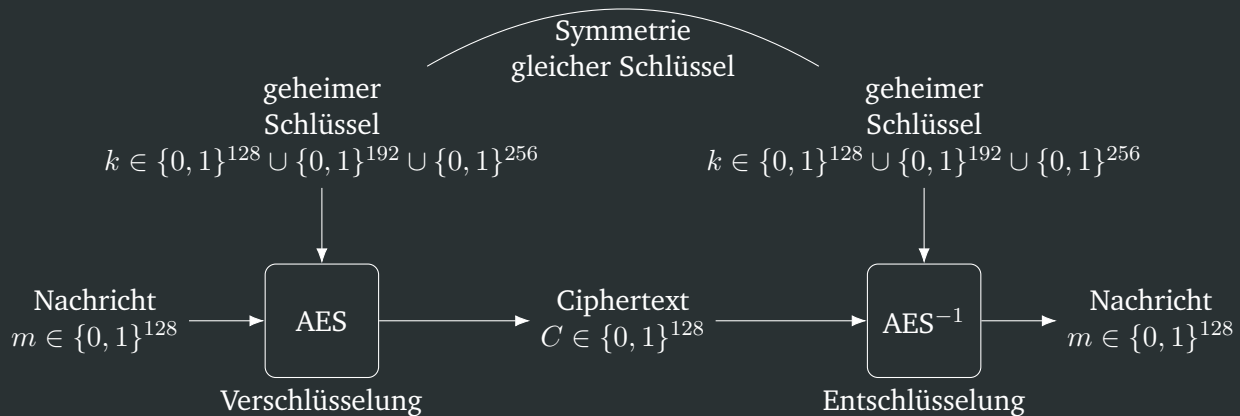 Symmetrie
gleicher Schlüssel
geheimer
Schlüssel
k ∈ {0, 1}^128 ∪ {0, 1}^192 ∪ {0, 1}^256
geheimer
Schlüssel
k ∈ {0, 1}^128 ∪ {0, 1}^192 ∪ {0, 1}^256
Nachricht
m ∈ {0, 1}^128
AES
Verschlüsselung
Ciphertext
C ∈ {0, 1}^128
AES^−1
Entschlüsselung
Nachricht
m ∈ {0, 1}^128